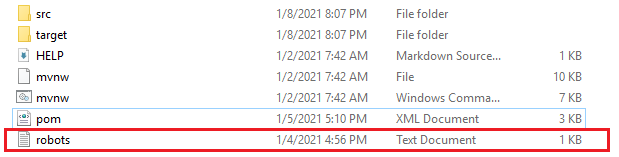 src 1/8/2021 8:07 PM File folder
target 1/8/2021 8:07 PM File folder
HELP 1/2/2021 7:42 AM Markdown Source... 1 KB
mvnw 1/2/2021 7:42 AM File 10 KB
mvnw 1/2/2021 7:42 AM Windows Comma... 7 KB
pom 1/5/2021 5:10 PM XML Document 3 KB
robots 1/4/2021 4:56 PM Text Document 1 KB